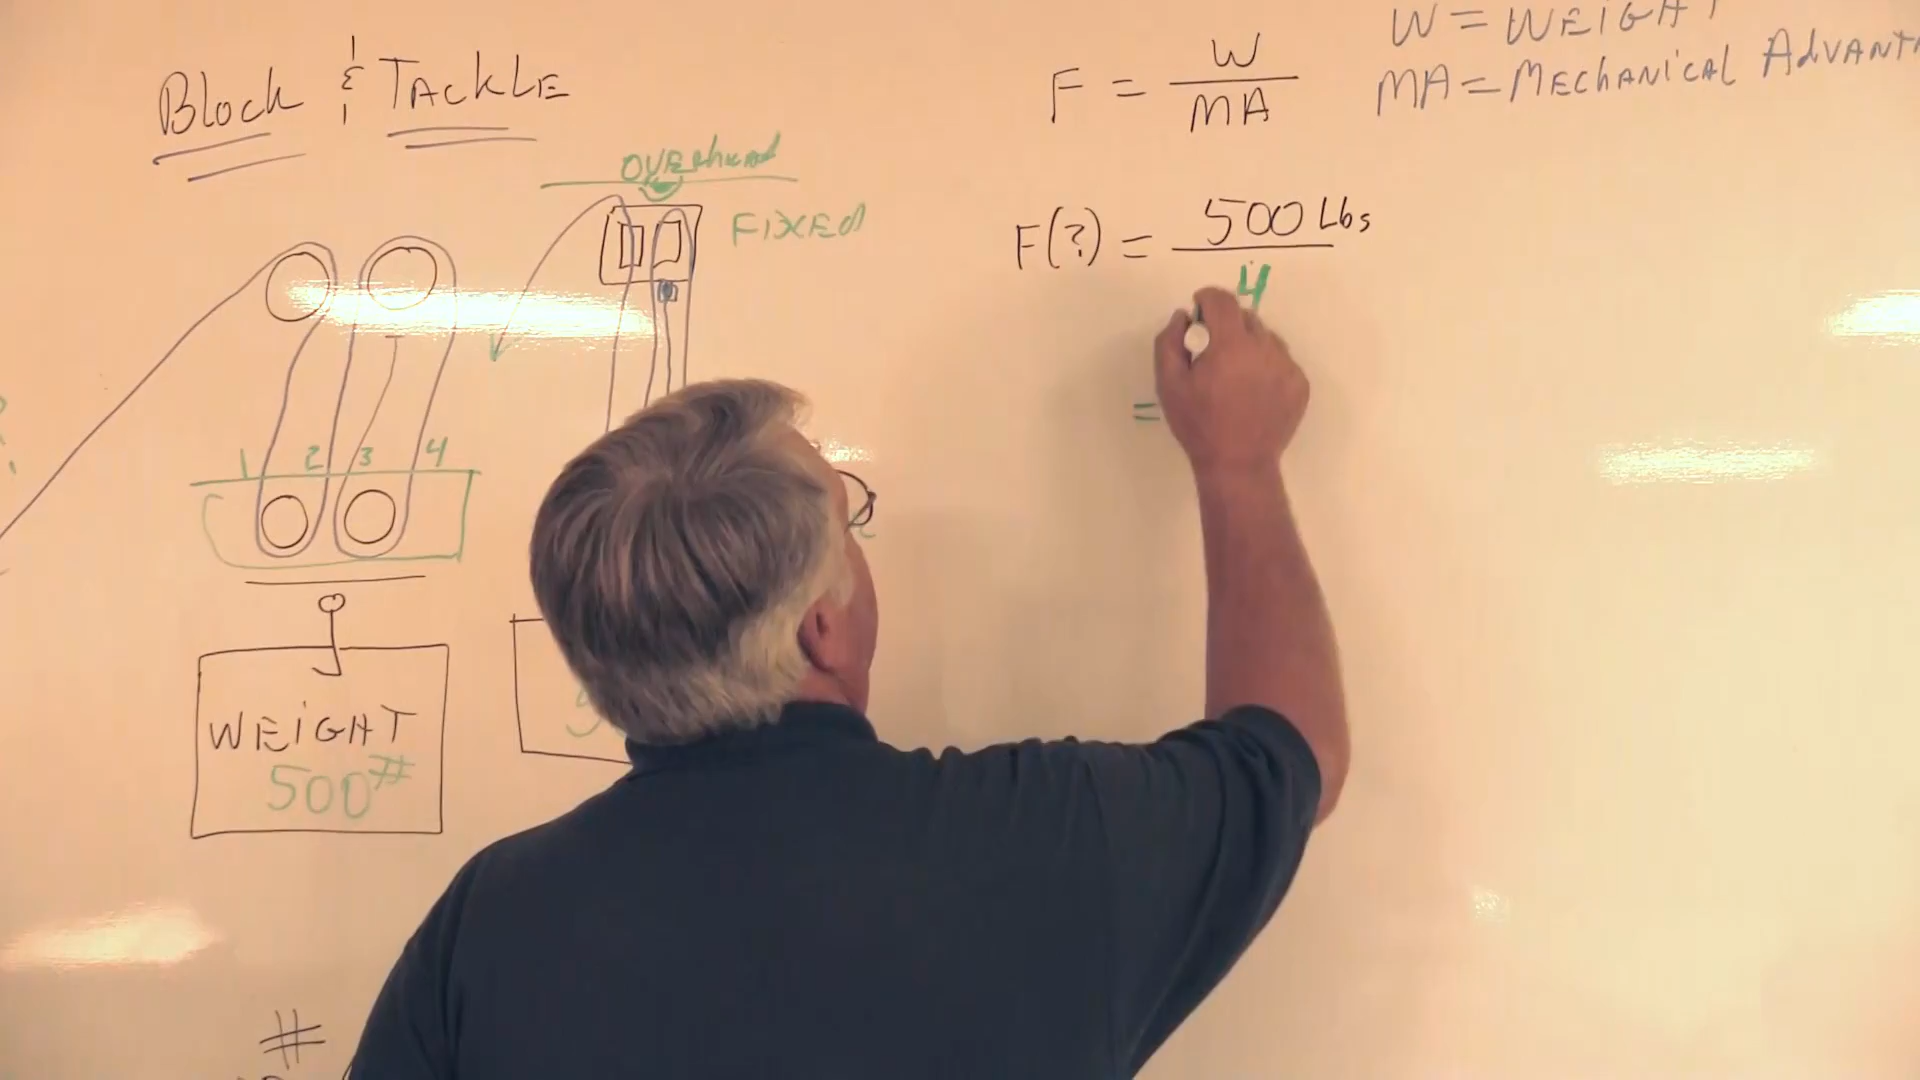 Block & TACKLE
F = W
MA
W = WEIGHT
MA = MEchANicAL AdVANT
OVERhead
FIXED
F(?) = 500 Lbs
4
=
1 2 3 4
WEIGHT
500#
#